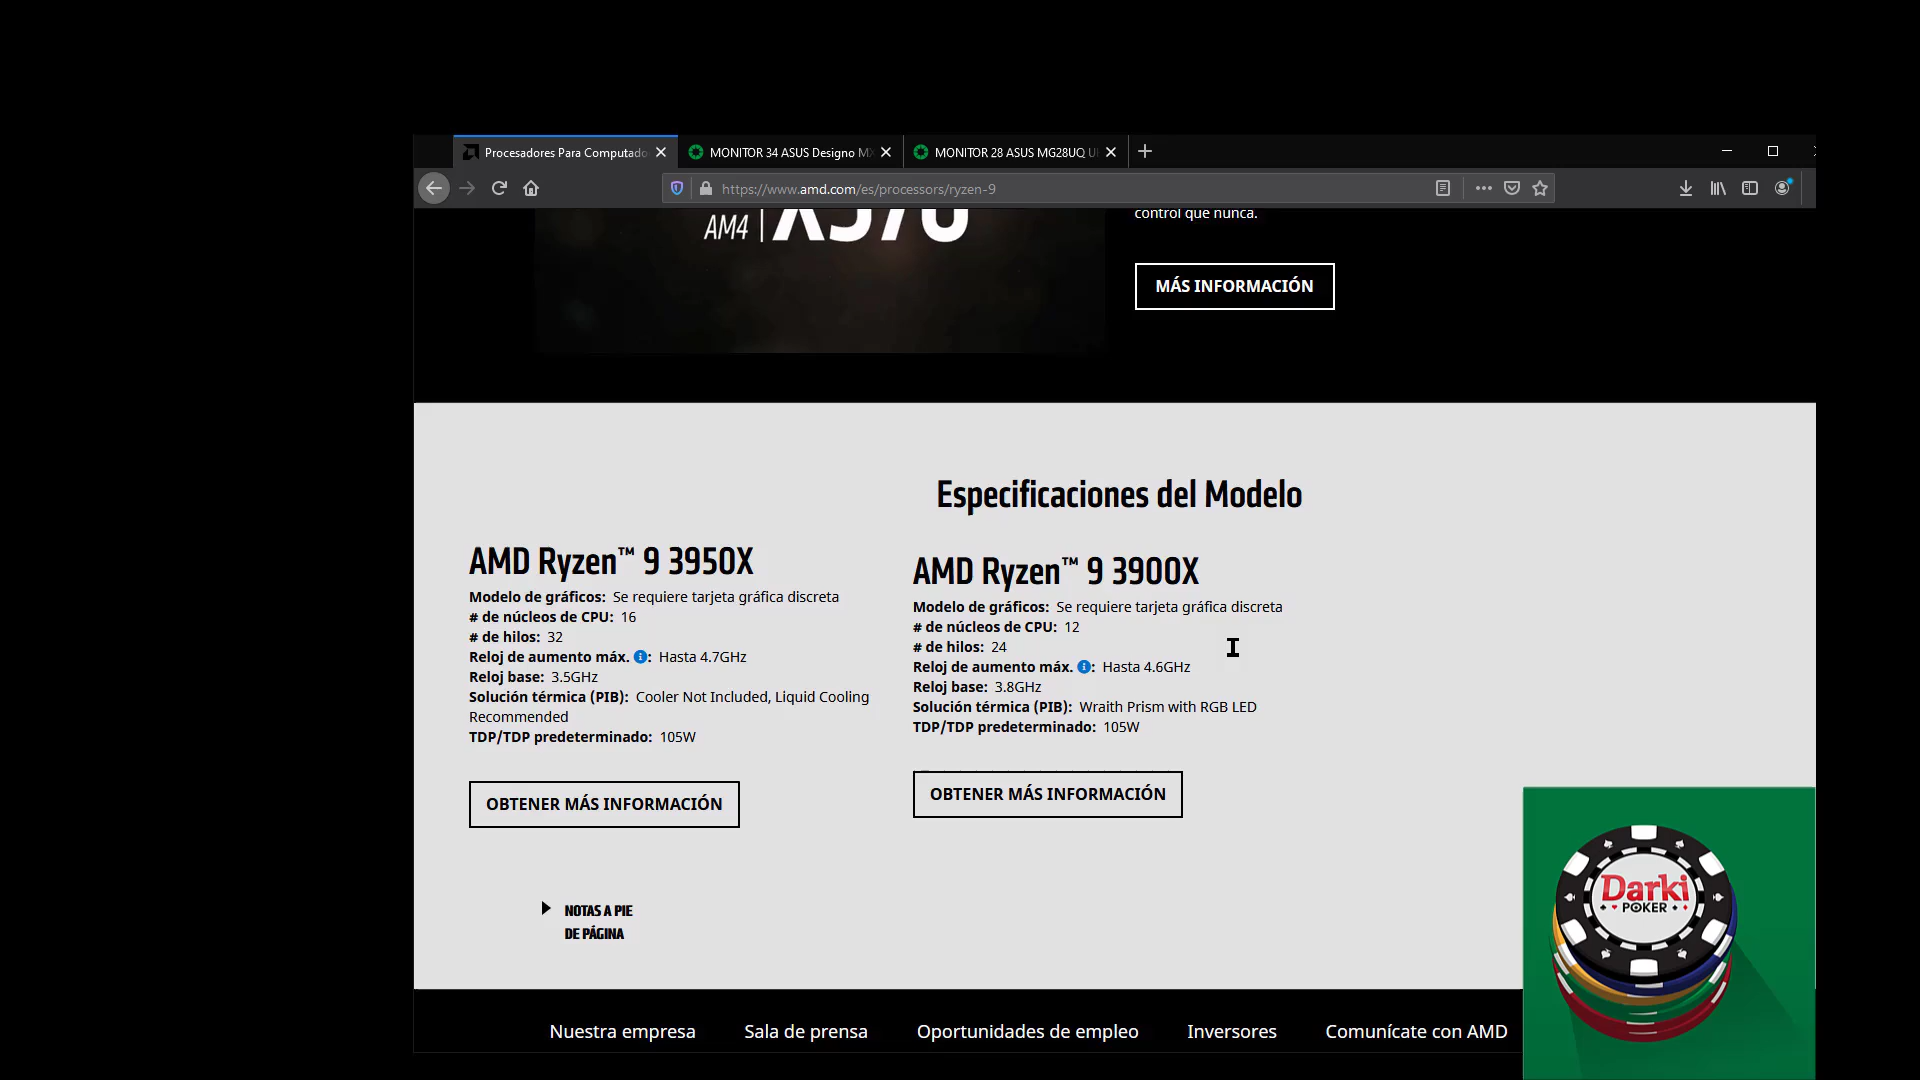 Procesadores Para Computado
MONITOR 34 ASUS Designo MX
MONITOR 28 ASUS MG28UQ U
https://www.amd.com/es/processors/ryzen-9
AM4 | X570
control que nunca.
MÁS INFORMACIÓN
Especificaciones del Modelo
AMD Ryzen™ 9 3950X
Modelo de gráficos: Se requiere tarjeta gráfica discreta
# de núcleos de CPU: 16
# de hilos: 32
Reloj de aumento máx. i: Hasta 4.7GHz
Reloj base: 3.5GHz
Solución térmica (PIB): Cooler Not Included, Liquid Cooling
Recommended
TDP/TDP predeterminado: 105W
OBTENER MÁS INFORMACIÓN
AMD Ryzen™ 9 3900X
Modelo de gráficos: Se requiere tarjeta gráfica discreta
# de núcleos de CPU: 12
# de hilos: 24
Reloj de aumento máx. i: Hasta 4.6GHz
Reloj base: 3.8GHz
Solución térmica (PIB): Wraith Prism with RGB LED
TDP/TDP predeterminado: 105W
OBTENER MÁS INFORMACIÓN
NOTAS A PIE
DE PÁGINA
Darki
POKER
Nuestra empresa
Sala de prensa
Oportunidades de empleo
Inversores
Comunícate con AMD